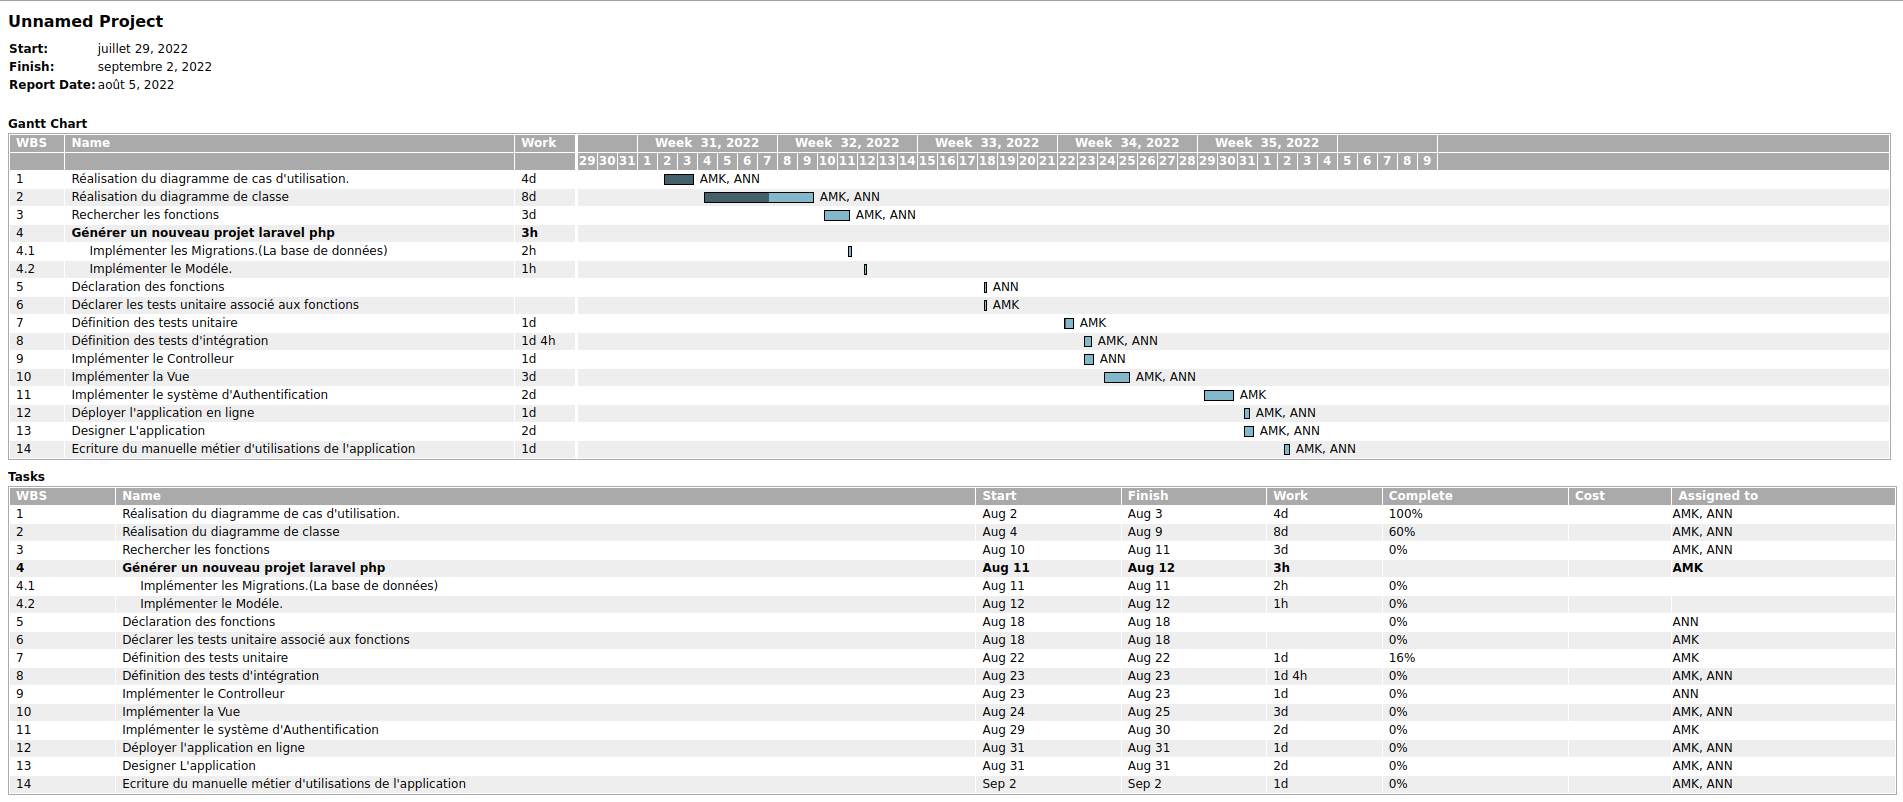 Unnamed Project
Start: juillet 29, 2022
Finish: septembre 2, 2022
Report Date: août 5, 2022
Gantt Chart
WBS Name Work Week 31, 2022 Week 32, 2022 Week 33, 2022 Week 34, 2022 Week 35, 2022
29 30 31 1 2 3 4 5 6 7 8 9 10 11 12 13 14 15 16 17 18 19 20 21 22 23 24 25 26 27 28 29 30 31 1 2 3 4 5 6 7 8 9
1 Réalisation du diagramme de cas d'utilisation. 4d AMK, ANN
2 Réalisation du diagramme de classe 8d AMK, ANN
3 Rechercher les fonctions 3d AMK, ANN
4 Générer un nouveau projet laravel php 3h
4.1 Implémenter les Migrations.(La base de données) 2h
4.2 Implémenter le Modéle. 1h
5 Déclaration des fonctions ANN
6 Déclarer les tests unitaire associé aux fonctions AMK
7 Définition des tests unitaire 1d AMK
8 Définition des tests d'intégration 1d 4h AMK, ANN
9 Implémenter le Controlleur 1d ANN
10 Implémenter la Vue 3d AMK, ANN
11 Implémenter le système d'Authentification 2d AMK
12 Déployer l'application en ligne 1d AMK, ANN
13 Designer L'application 2d AMK, ANN
14 Ecriture du manuelle métier d'utilisations de l'application 1d AMK, ANN
Tasks
WBS Name Start Finish Work Complete Cost Assigned to
1 Réalisation du diagramme de cas d'utilisation. Aug 2 Aug 3 4d 100% AMK, ANN
2 Réalisation du diagramme de classe Aug 4 Aug 9 8d 60% AMK, ANN
3 Rechercher les fonctions Aug 10 Aug 11 3d 0% AMK, ANN
4 Générer un nouveau projet laravel php Aug 11 Aug 12 3h AMK
4.1 Implémenter les Migrations.(La base de données) Aug 11 Aug 11 2h 0%
4.2 Implémenter le Modéle. Aug 12 Aug 12 1h 0%
5 Déclaration des fonctions Aug 18 Aug 18 0% ANN
6 Déclarer les tests unitaire associé aux fonctions Aug 18 Aug 18 0% AMK
7 Définition des tests unitaire Aug 22 Aug 22 1d 16% AMK
8 Définition des tests d'intégration Aug 23 Aug 23 1d 4h 0% AMK, ANN
9 Implémenter le Controlleur Aug 23 Aug 23 1d 0% ANN
10 Implémenter la Vue Aug 24 Aug 25 3d 0% AMK, ANN
11 Implémenter le système d'Authentification Aug 29 Aug 30 2d 0% AMK
12 Déployer l'application en ligne Aug 31 Aug 31 1d 0% AMK, ANN
13 Designer L'application Aug 31 Aug 31 2d 0% AMK, ANN
14 Ecriture du manuelle métier d'utilisations de l'application Sep 2 Sep 2 1d 0% AMK, ANN